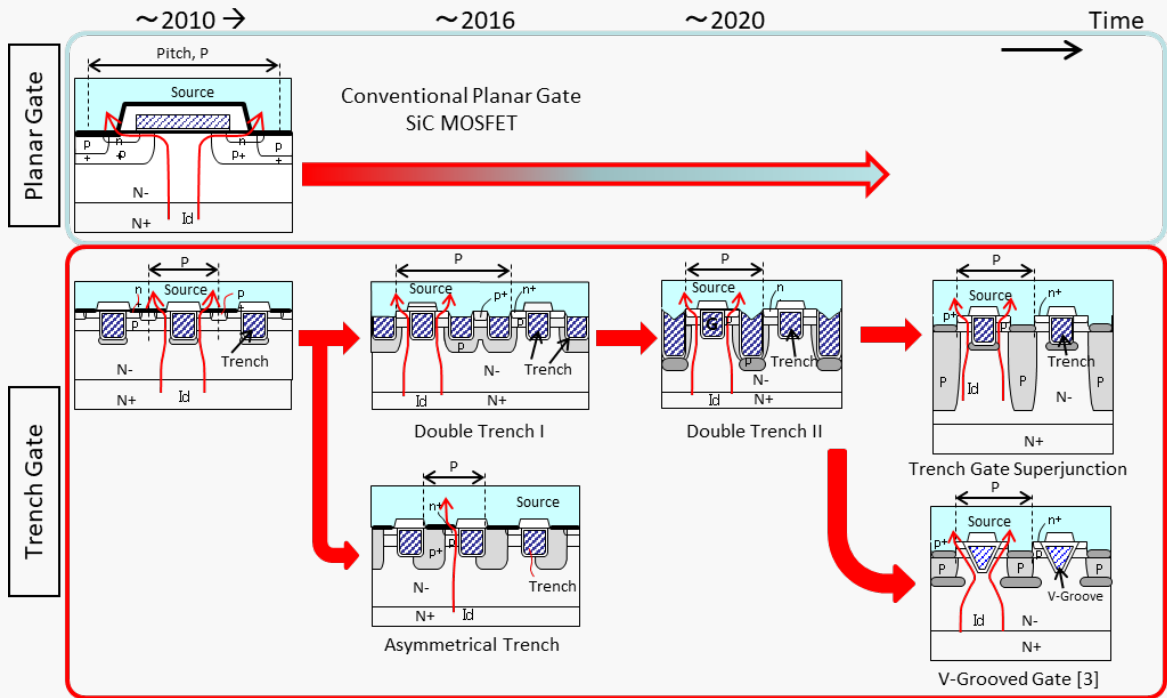 ~2010 →
~2016
~2020
Time
Planar Gate
Pitch, P
Source
n
p
+
p
+
p+
p
+
N-
N+
Id
Conventional Planar Gate
SiC MOSFET
Trench Gate
P
n
+
Source
p
p
Trench
N-
N+
Id
P
Source
p+
n+
p
N-
Trench
Id
N+
Double Trench I
P
Source
n
G
p
p
Trench
N-
Id
N+
Double Trench II
P
Source
p+
n+
Trench
P
P
Id
N-
N+
Trench Gate Superjunction
P
n+
Source
p
p+
N-
Trench
N+
Id
Asymmetrical Trench
P
n+
Source
p+
P
P
V-Groove
Id
N-
N+
V-Grooved Gate [3]